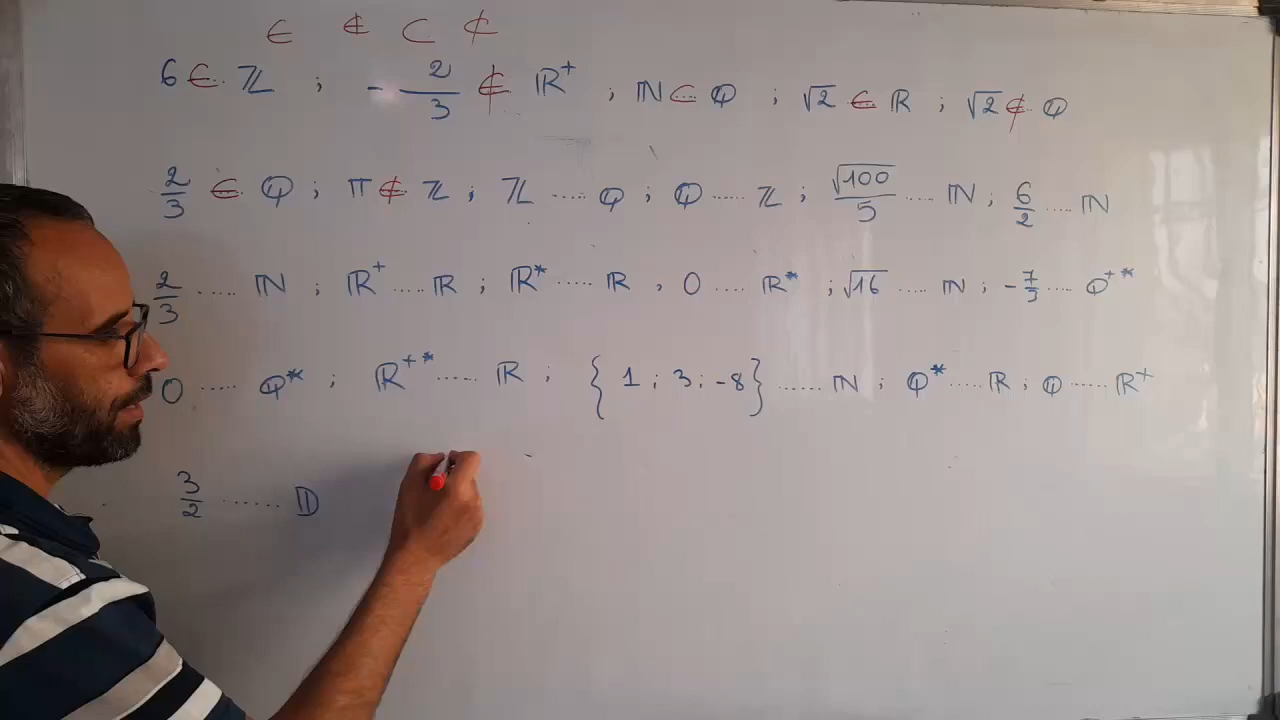 ∈ ∉ ⊂ ⊄
6 ∈.. ℤ ; - 2/3 ∉ ℝ⁺ ; ℕ ⊂.. ℚ ; √2 ∈ ℝ ; √2 ∉ ℚ
2/3 ∈ ℚ ; π ∉ ℤ ; ℤ ..... ℚ ; ℚ ..... ℤ ; √100/5 ..... ℕ ; 6/2 ..... ℕ
2/3 ..... ℕ ; ℝ⁺ ..... ℝ ; ℝ* ..... ℝ , 0 .... ℝ* ; √16 ..... ℕ ; - 7/3 .... ℚ⁺*
0 ..... ℚ* ; ℝ⁺* ..... ℝ ; { 1 ; 3 ; -8 } ...... ℕ ; ℚ* ..... ℝ ; ℚ ...... ℝ⁺
3/2 ...... 𝔻